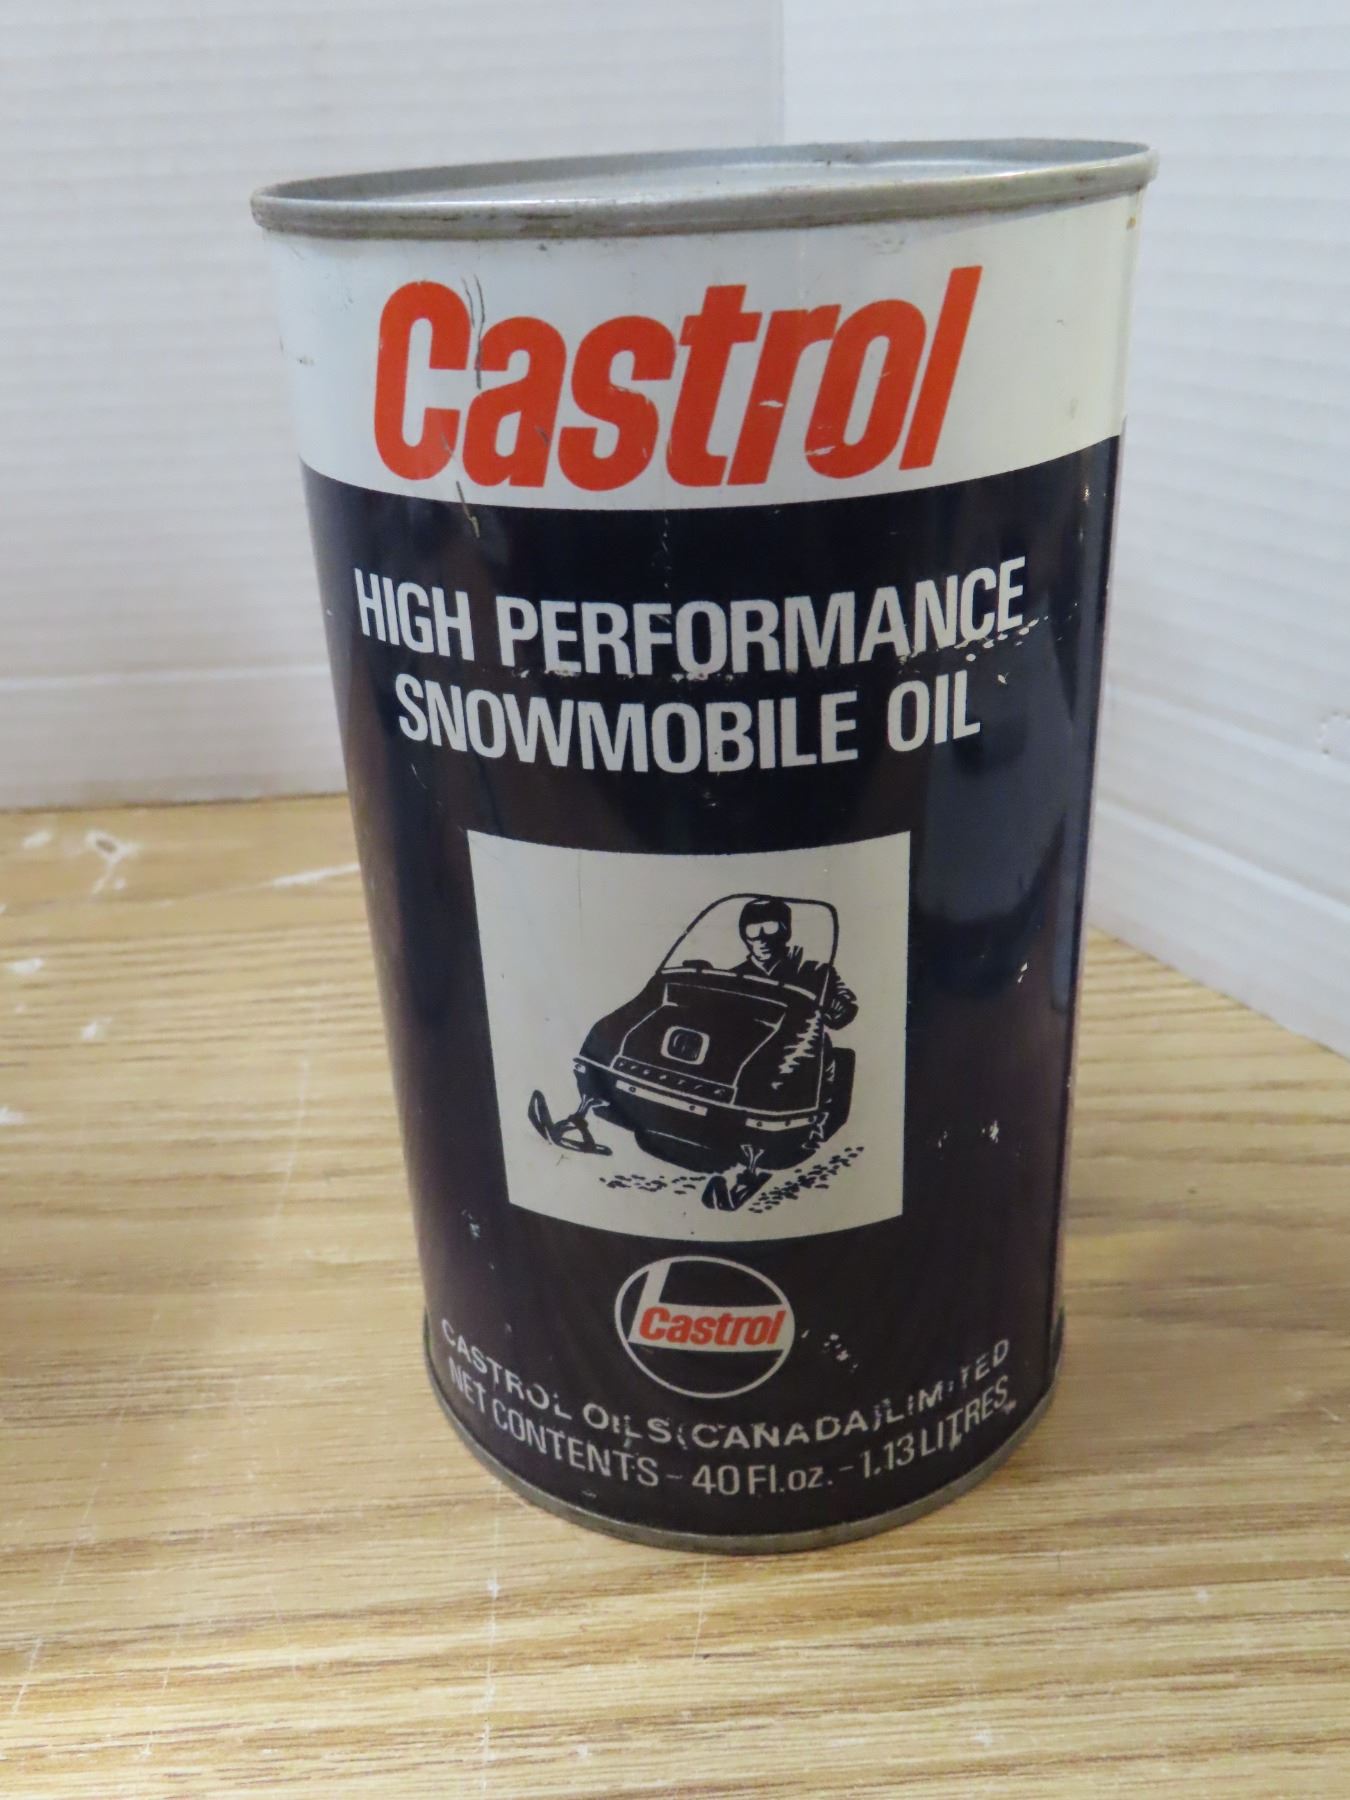 Castrol
HIGH PERFORMANCE
SNOWMOBILE OIL
Castrol
CASTROL OILS (CANADA) LIMITED
NET CONTENTS - 40 Fl. oz. - 1.13 LITRES